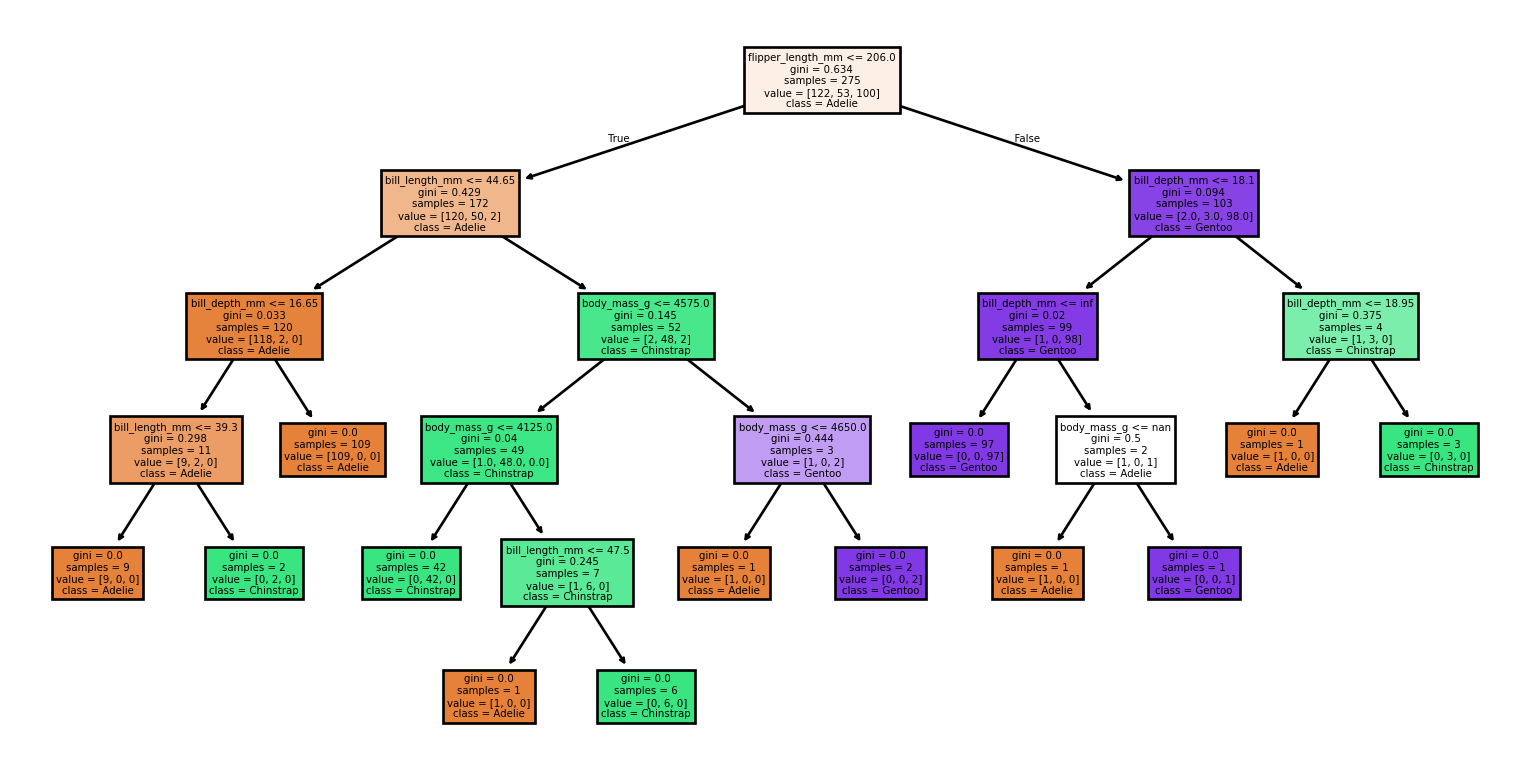 flipper_length_mm <= 206.0
gini = 0.634
samples = 275
value = [122, 53, 100]
class = Adelie
True
False
bill_length_mm <= 44.65
gini = 0.429
samples = 172
value = [120, 50, 2]
class = Adelie
bill_depth_mm <= 18.1
gini = 0.094
samples = 103
value = [2.0, 3.0, 98.0]
class = Gentoo
bill_depth_mm <= 16.65
gini = 0.033
samples = 120
value = [118, 2, 0]
class = Adelie
body_mass_g <= 4575.0
gini = 0.145
samples = 52
value = [2, 48, 2]
class = Chinstrap
bill_depth_mm <= inf
gini = 0.02
samples = 99
value = [1, 0, 98]
class = Gentoo
bill_depth_mm <= 18.95
gini = 0.375
samples = 4
value = [1, 3, 0]
class = Chinstrap
bill_length_mm <= 39.3
gini = 0.298
samples = 11
value = [9, 2, 0]
class = Adelie
gini = 0.0
samples = 109
value = [109, 0, 0]
class = Adelie
body_mass_g <= 4125.0
gini = 0.04
samples = 49
value = [1.0, 48.0, 0.0]
class = Chinstrap
body_mass_g <= 4650.0
gini = 0.444
samples = 3
value = [1, 0, 2]
class = Gentoo
gini = 0.0
samples = 97
value = [0, 0, 97]
class = Gentoo
body_mass_g <= nan
gini = 0.5
samples = 2
value = [1, 0, 1]
class = Adelie
gini = 0.0
samples = 1
value = [1, 0, 0]
class = Adelie
gini = 0.0
samples = 3
value = [0, 3, 0]
class = Chinstrap
gini = 0.0
samples = 9
value = [9, 0, 0]
class = Adelie
gini = 0.0
samples = 2
value = [0, 2, 0]
class = Chinstrap
gini = 0.0
samples = 42
value = [0, 42, 0]
class = Chinstrap
bill_length_mm <= 47.5
gini = 0.245
samples = 7
value = [1, 6, 0]
class = Chinstrap
gini = 0.0
samples = 1
value = [1, 0, 0]
class = Adelie
gini = 0.0
samples = 2
value = [0, 0, 2]
class = Gentoo
gini = 0.0
samples = 1
value = [1, 0, 0]
class = Adelie
gini = 0.0
samples = 1
value = [0, 0, 1]
class = Gentoo
gini = 0.0
samples = 1
value = [1, 0, 0]
class = Adelie
gini = 0.0
samples = 6
value = [0, 6, 0]
class = Chinstrap